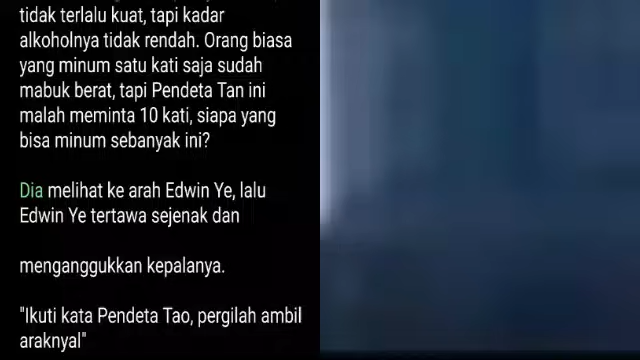 tidak terlalu kuat, tapi kadar
alkoholnya tidak rendah. Orang biasa
yang minum satu kati saja sudah
mabuk berat, tapi Pendeta Tan ini
malah meminta 10 kati, siapa yang
bisa minum sebanyak ini?
Dia melihat ke arah Edwin Ye, lalu
Edwin Ye tertawa sejenak dan
menganggukkan kepalanya.
"Ikuti kata Pendeta Tao, pergilah ambil
araknyal"